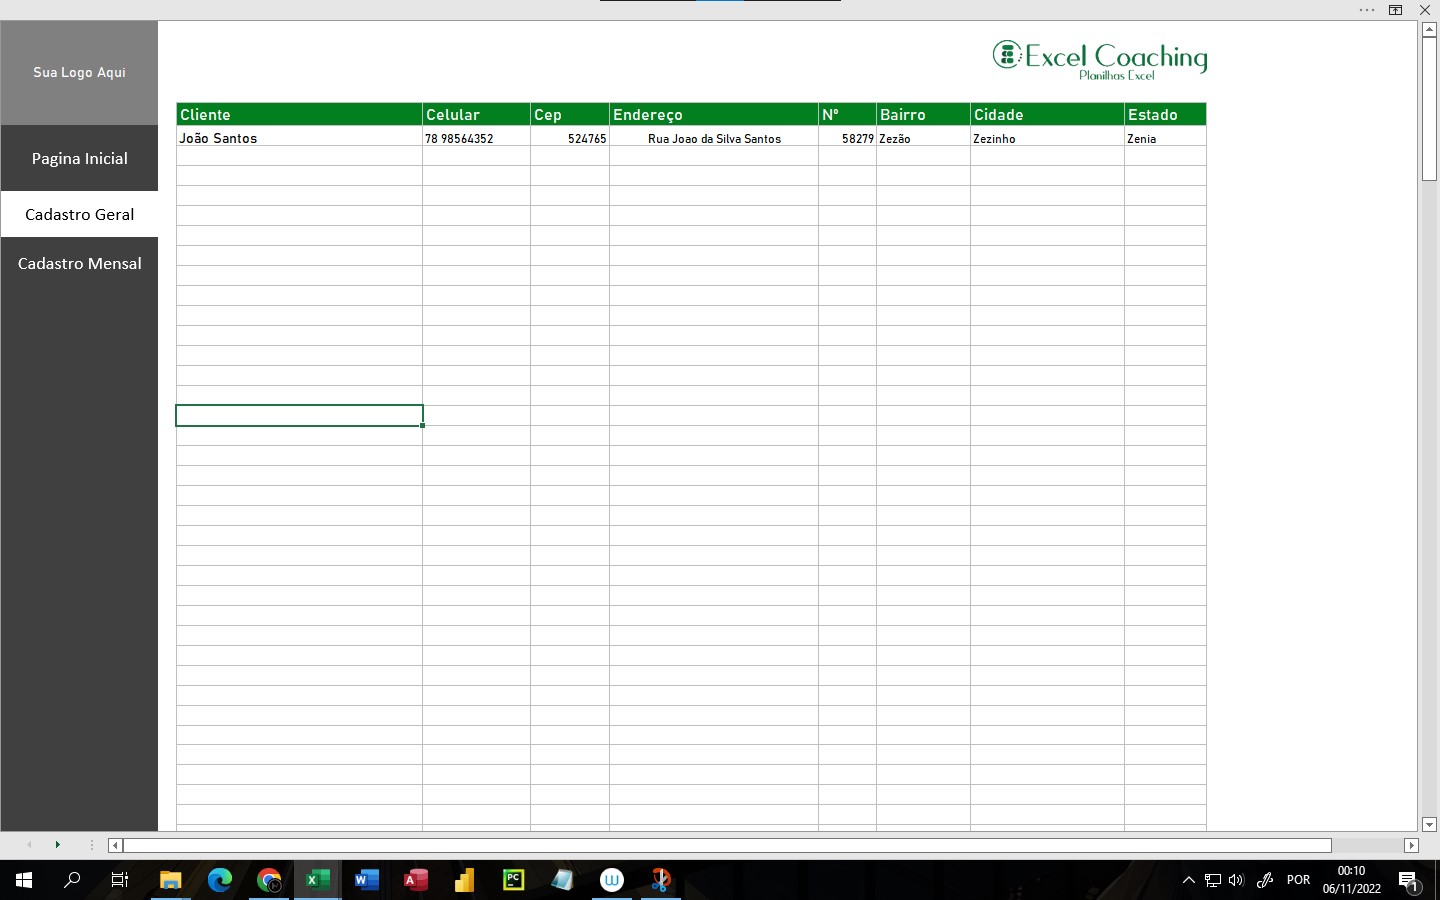 Sua Logo Aqui
Excel Coaching
Planilhas Excel
Pagina Inicial
Cadastro Geral
Cadastro Mensal
Cliente Celular Cep Endereço Nº Bairro Cidade Estado
João Santos 78 98564352 524765 Rua Joao da Silva Santos 58279 Zezão Zezinho Zenia
POR
00:10
06/11/2022
1